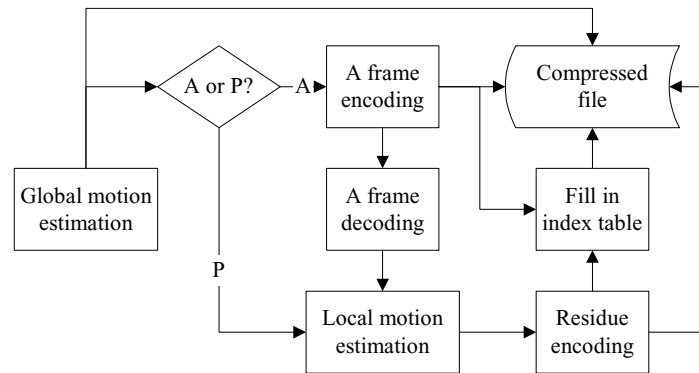 A or P?
A
A frame
encoding
Compressed
file
Global motion
estimation
A frame
decoding
Fill in
index table
P
Local motion
estimation
Residue
encoding